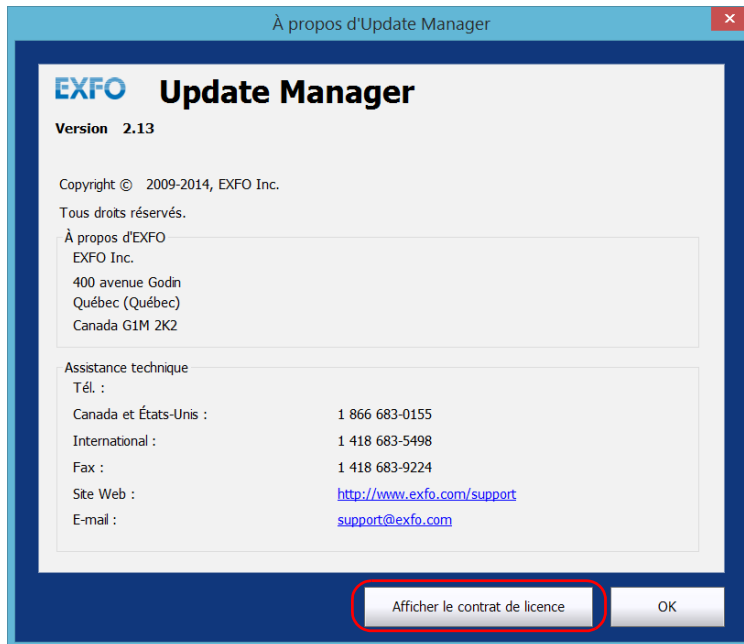 À propos d'Update Manager
EXFO Update Manager
Version 2.13
Copyright © 2009-2014, EXFO Inc.
Tous droits réservés.
À propos d'EXFO
EXFO Inc.
400 avenue Godin
Québec (Québec)
Canada G1M 2K2
Assistance technique
Tél. :
Canada et États-Unis : 1 866 683-0155
International : 1 418 683-5498
Fax : 1 418 683-9224
Site Web : http://www.exfo.com/support
E-mail : support@exfo.com
Afficher le contrat de licence OK